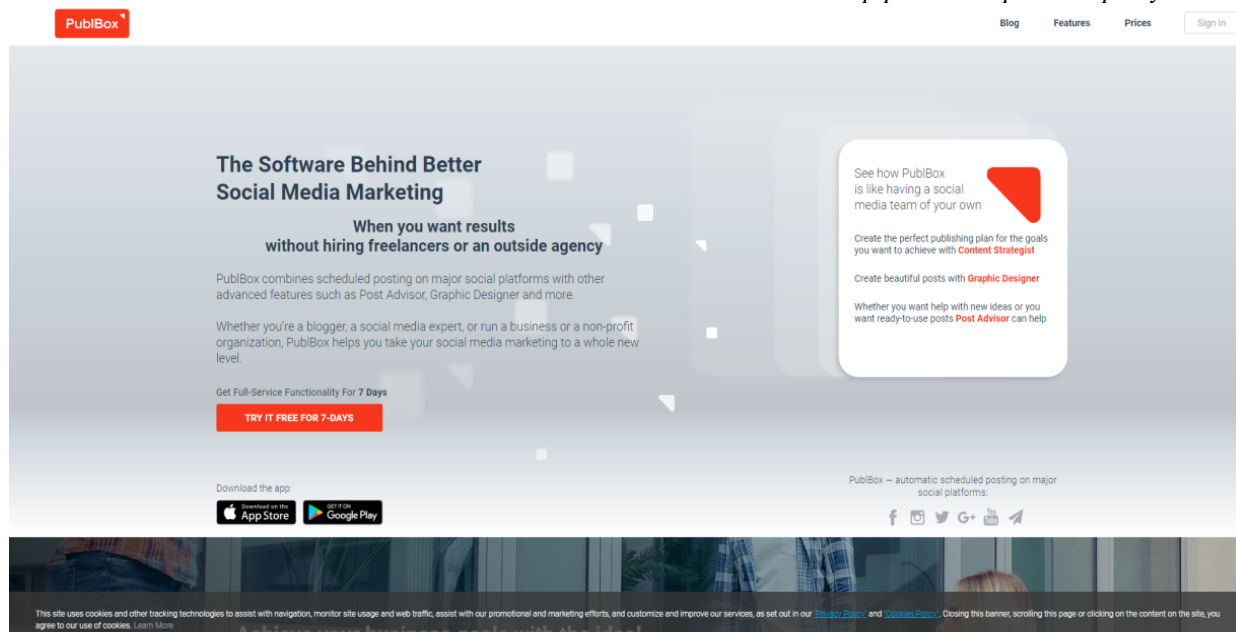 PublBox
Blog Features Prices Sign In
The Software Behind Better
Social Media Marketing
When you want results
without hiring freelancers or an outside agency
PublBox combines scheduled posting on major social platforms with other
advanced features such as Post Advisor, Graphic Designer and more.
Whether you're a blogger, a social media expert, or run a business or a non-profit
organization, PublBox helps you take your social media marketing to a whole new
level.
Get Full-Service Functionality For 7 Days
TRY IT FREE FOR 7-DAYS
Download the app:
Download on the
App Store
GET IT ON
Google Play
See how PublBox
is like having a social
media team of your own
Create the perfect publishing plan for the goals
you want to achieve with Content Strategist
Create beautiful posts with Graphic Designer
Whether you want help with new ideas or you
want ready-to-use posts Post Advisor can help
PublBox – automatic scheduled posting on major
social platforms:
f G+ You Tube
This site uses cookies and other tracking technologies to assist with navigation, monitor site usage and web traffic, assist with our promotional and marketing efforts, and customize and improve our services, as set out in our "Privacy Policy" and "Cookies Policy". Closing this banner, scrolling this page or clicking on the content on the site, you
agree to our use of cookies. Learn More
Achieve your business goals with the ideal